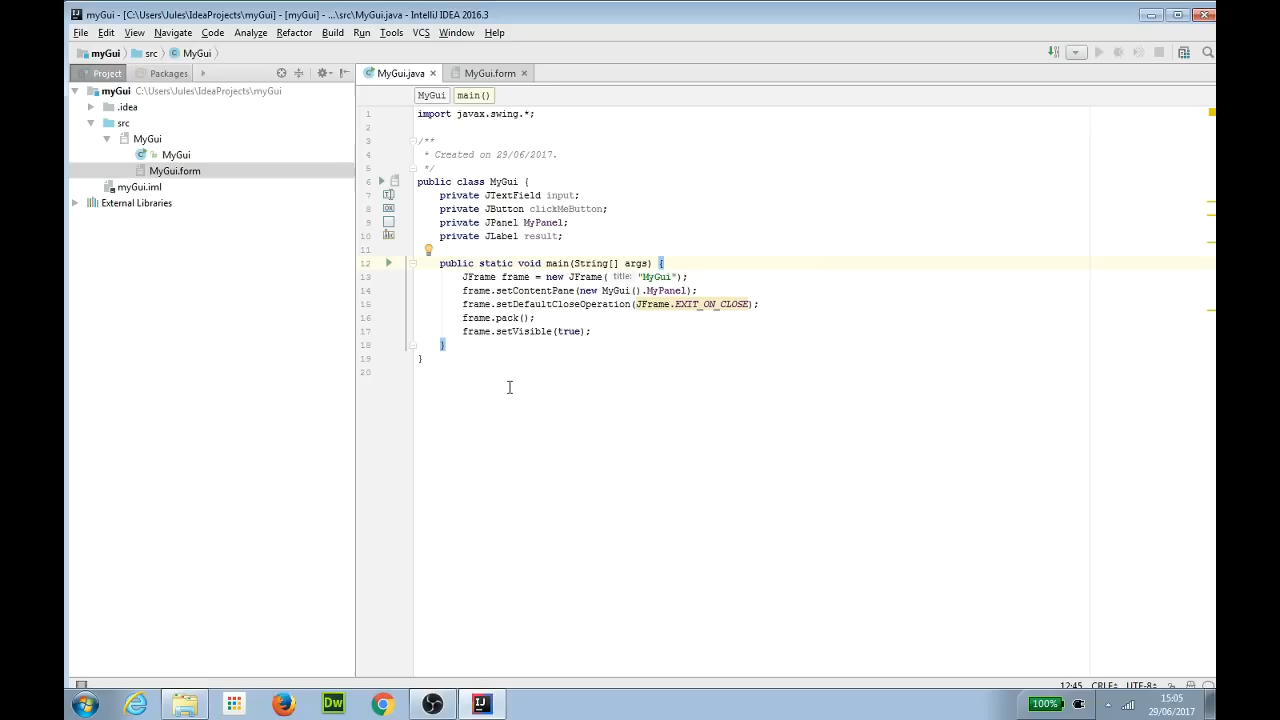 myGui - [C:\Users\Jules\IdeaProjects\myGui] - [myGui] - ...\src\MyGui.java - IntelliJ IDEA 2016.3
File Edit View Navigate Code Analyze Refactor Build Run Tools VCS Window Help
myGui src MyGui
Project Packages
MyGui.java MyGui.form
myGui C:\Users\Jules\IdeaProjects\myGui
.idea
src
MyGui
MyGui
MyGui.form
myGui.iml
External Libraries
MyGui main()
1 import javax.swing.*;
2
3 /**
4 * Created on 29/06/2017.
5 */
6 public class MyGui {
7 private JTextField input;
8 private JButton clickMeButton;
9 private JPanel MyPanel;
10 private JLabel result;
11
12 public static void main(String[] args) {
13 JFrame frame = new JFrame( title: "MyGui");
14 frame.setContentPane(new MyGui().MyPanel);
15 frame.setDefaultCloseOperation(JFrame.EXIT_ON_CLOSE);
16 frame.pack();
17 frame.setVisible(true);
18 }
19 }
20
12:45 CRLF UTF-8
Dw
IJ
100%
15:05
29/06/2017